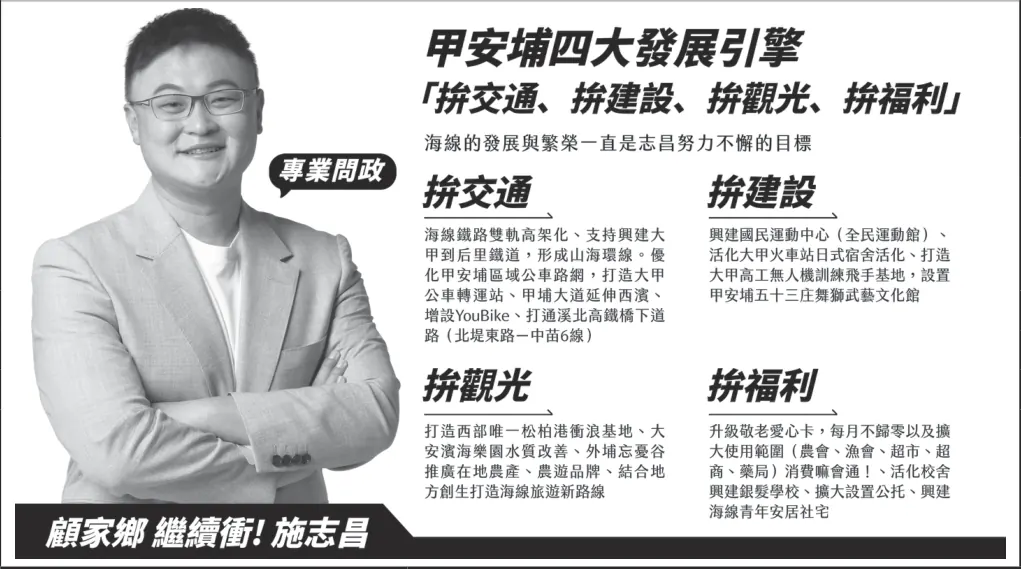 甲安埔四大發展引擎
「拚交通、拚建設、拚觀光、拚福利」
海線的發展與繁榮一直是志昌努力不懈的目標
專業問政
拚交通
海線鐵路雙軌高架化、支持興建大
甲到后里鐵道，形成山海環線。優
化甲安埔區域公車路網，打造大甲
公車轉運站、甲埔大道延伸西濱、
增設YouBike、打通溪北高鐵橋下道
路（北堤東路－中苗6線）
拚建設
興建國民運動中心（全民運動館）、
活化大甲火車站日式宿舍活化、打造
大甲高工無人機訓練飛手基地，設置
甲安埔五十三庄舞獅武藝文化館
拚觀光
打造西部唯一松柏港衝浪基地、大
安濱海樂園水質改善、外埔忘憂谷
推廣在地農產、農遊品牌、結合地
方創生打造海線旅遊新路線
拚福利
升級敬老愛心卡，每月不歸零以及擴
大使用範圍（農會、漁會、超市、超
商、藥局）消費嘛會通！、活化校舍
興建銀髮學校、擴大設置公托、興建
海線青年安居社宅
顧家鄉 繼續衝! 施志昌